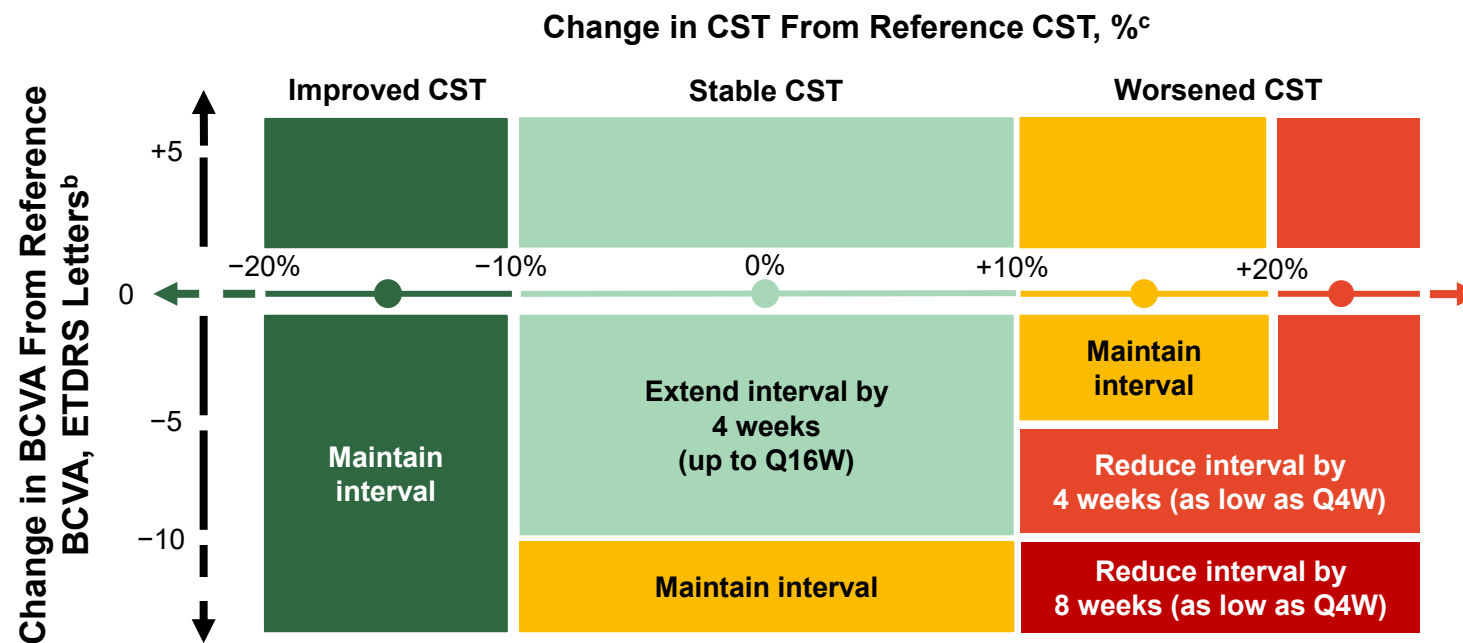 Change in CST From Reference CST, %ᶜ
Improved CST
Stable CST
Worsened CST
Change in BCVA From Reference
BCVA, ETDRS Lettersᵇ
+5
−20%
−10%
0%
+10%
+20%
0
−5
−10
Maintain
interval
Extend interval by
4 weeks
(up to Q16W)
Maintain
interval
Reduce interval by
4 weeks (as low as Q4W)
Maintain interval
Reduce interval by
8 weeks (as low as Q4W)